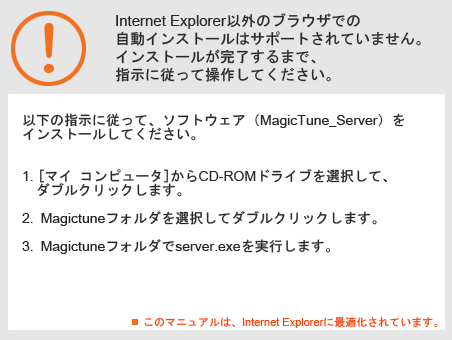 Internet Explorer以外のブラウザでの
自動インストールはサポートされていません。
インストールが完了するまで、
指示に従って操作してください。
以下の指示に従って、ソフトウェア（MagicTune_Server）を
インストールしてください。
1. [マイ コンピュータ]からCD-ROMドライブを選択して、
ダブルクリックします。
2. Magictuneフォルダを選択してダブルクリックします。
3. Magictuneフォルダでserver.exeを実行します。
■ このマニュアルは、Internet Explorerに最適化されています。